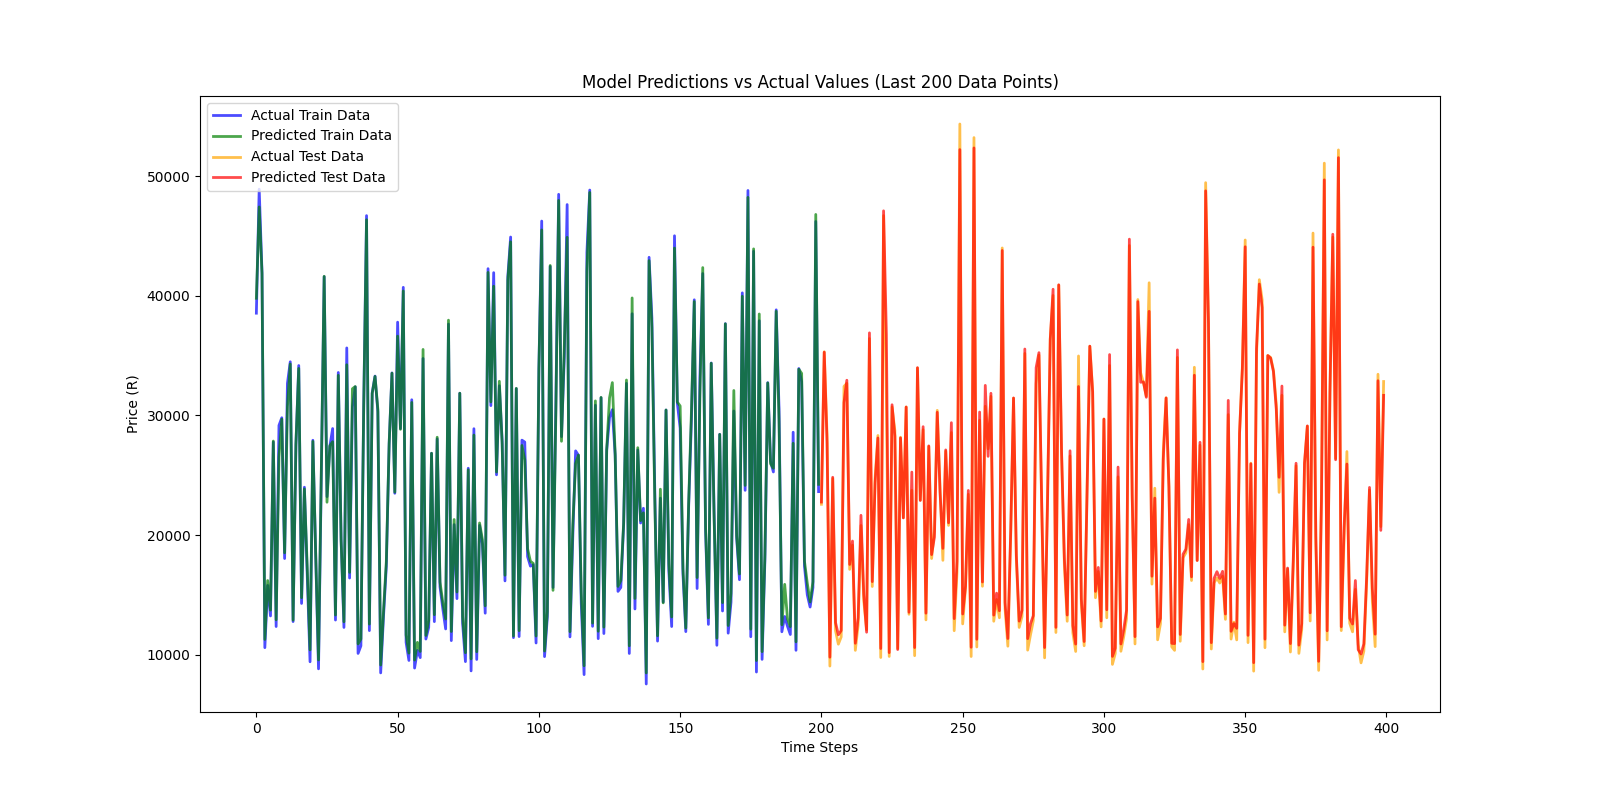 Model Predictions vs Actual Values (Last 200 Data Points)
Actual Train Data
Predicted Train Data
Actual Test Data
Predicted Test Data
50000
40000
30000
20000
10000
Price (R)
0 50 100 150 200 250 300 350 400
Time Steps